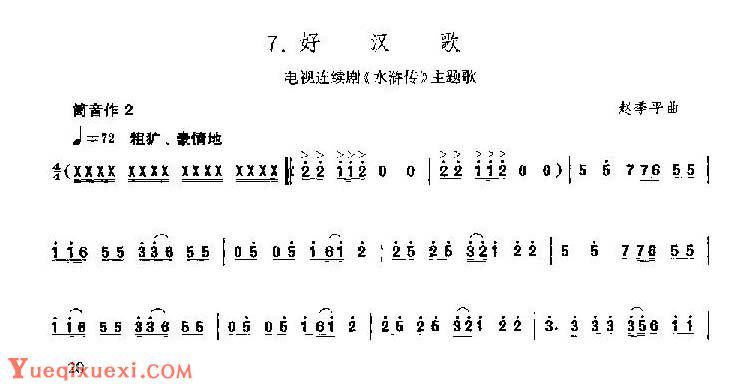 7. 好 汉 歌
电视连续剧《水浒传》主题歌
筒音作 2
赵季平 曲
♩=72 粗犷、豪情地
4/4 ( XXXX XXXX XXXX XXXX ‖: 2 2 1 1 2 0 0 | 2 2 1 1 2 0 0 ) | 5 5 7 7 6 5 5 |
1 1 6 5 5 3 3 6 5 5 | 0 5 0 5 1 6 1 2 | 2 5 2 5 3 2 1 2 2 | 5 5 7 7 6 5 5 |
1 1 6 5 5 3 3 6 5 5 | 0 5 0 5 1 6 1 2 | 2 5 2 5 3 2 1 2 2 | 3. 3 3 3 3 6 1 1 |
20
Yueqixuexi.com